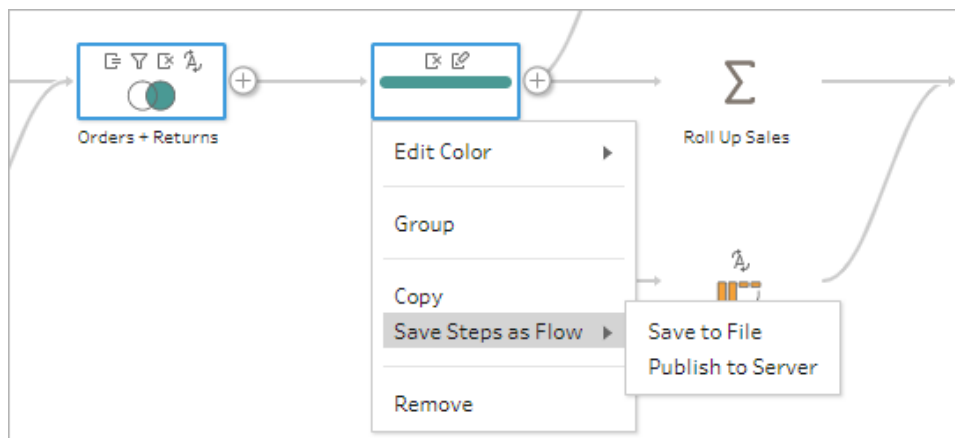 Orders + Returns
Roll Up Sales
Edit Color
Group
Copy
Save Steps as Flow
Save to File
Publish to Server
Remove